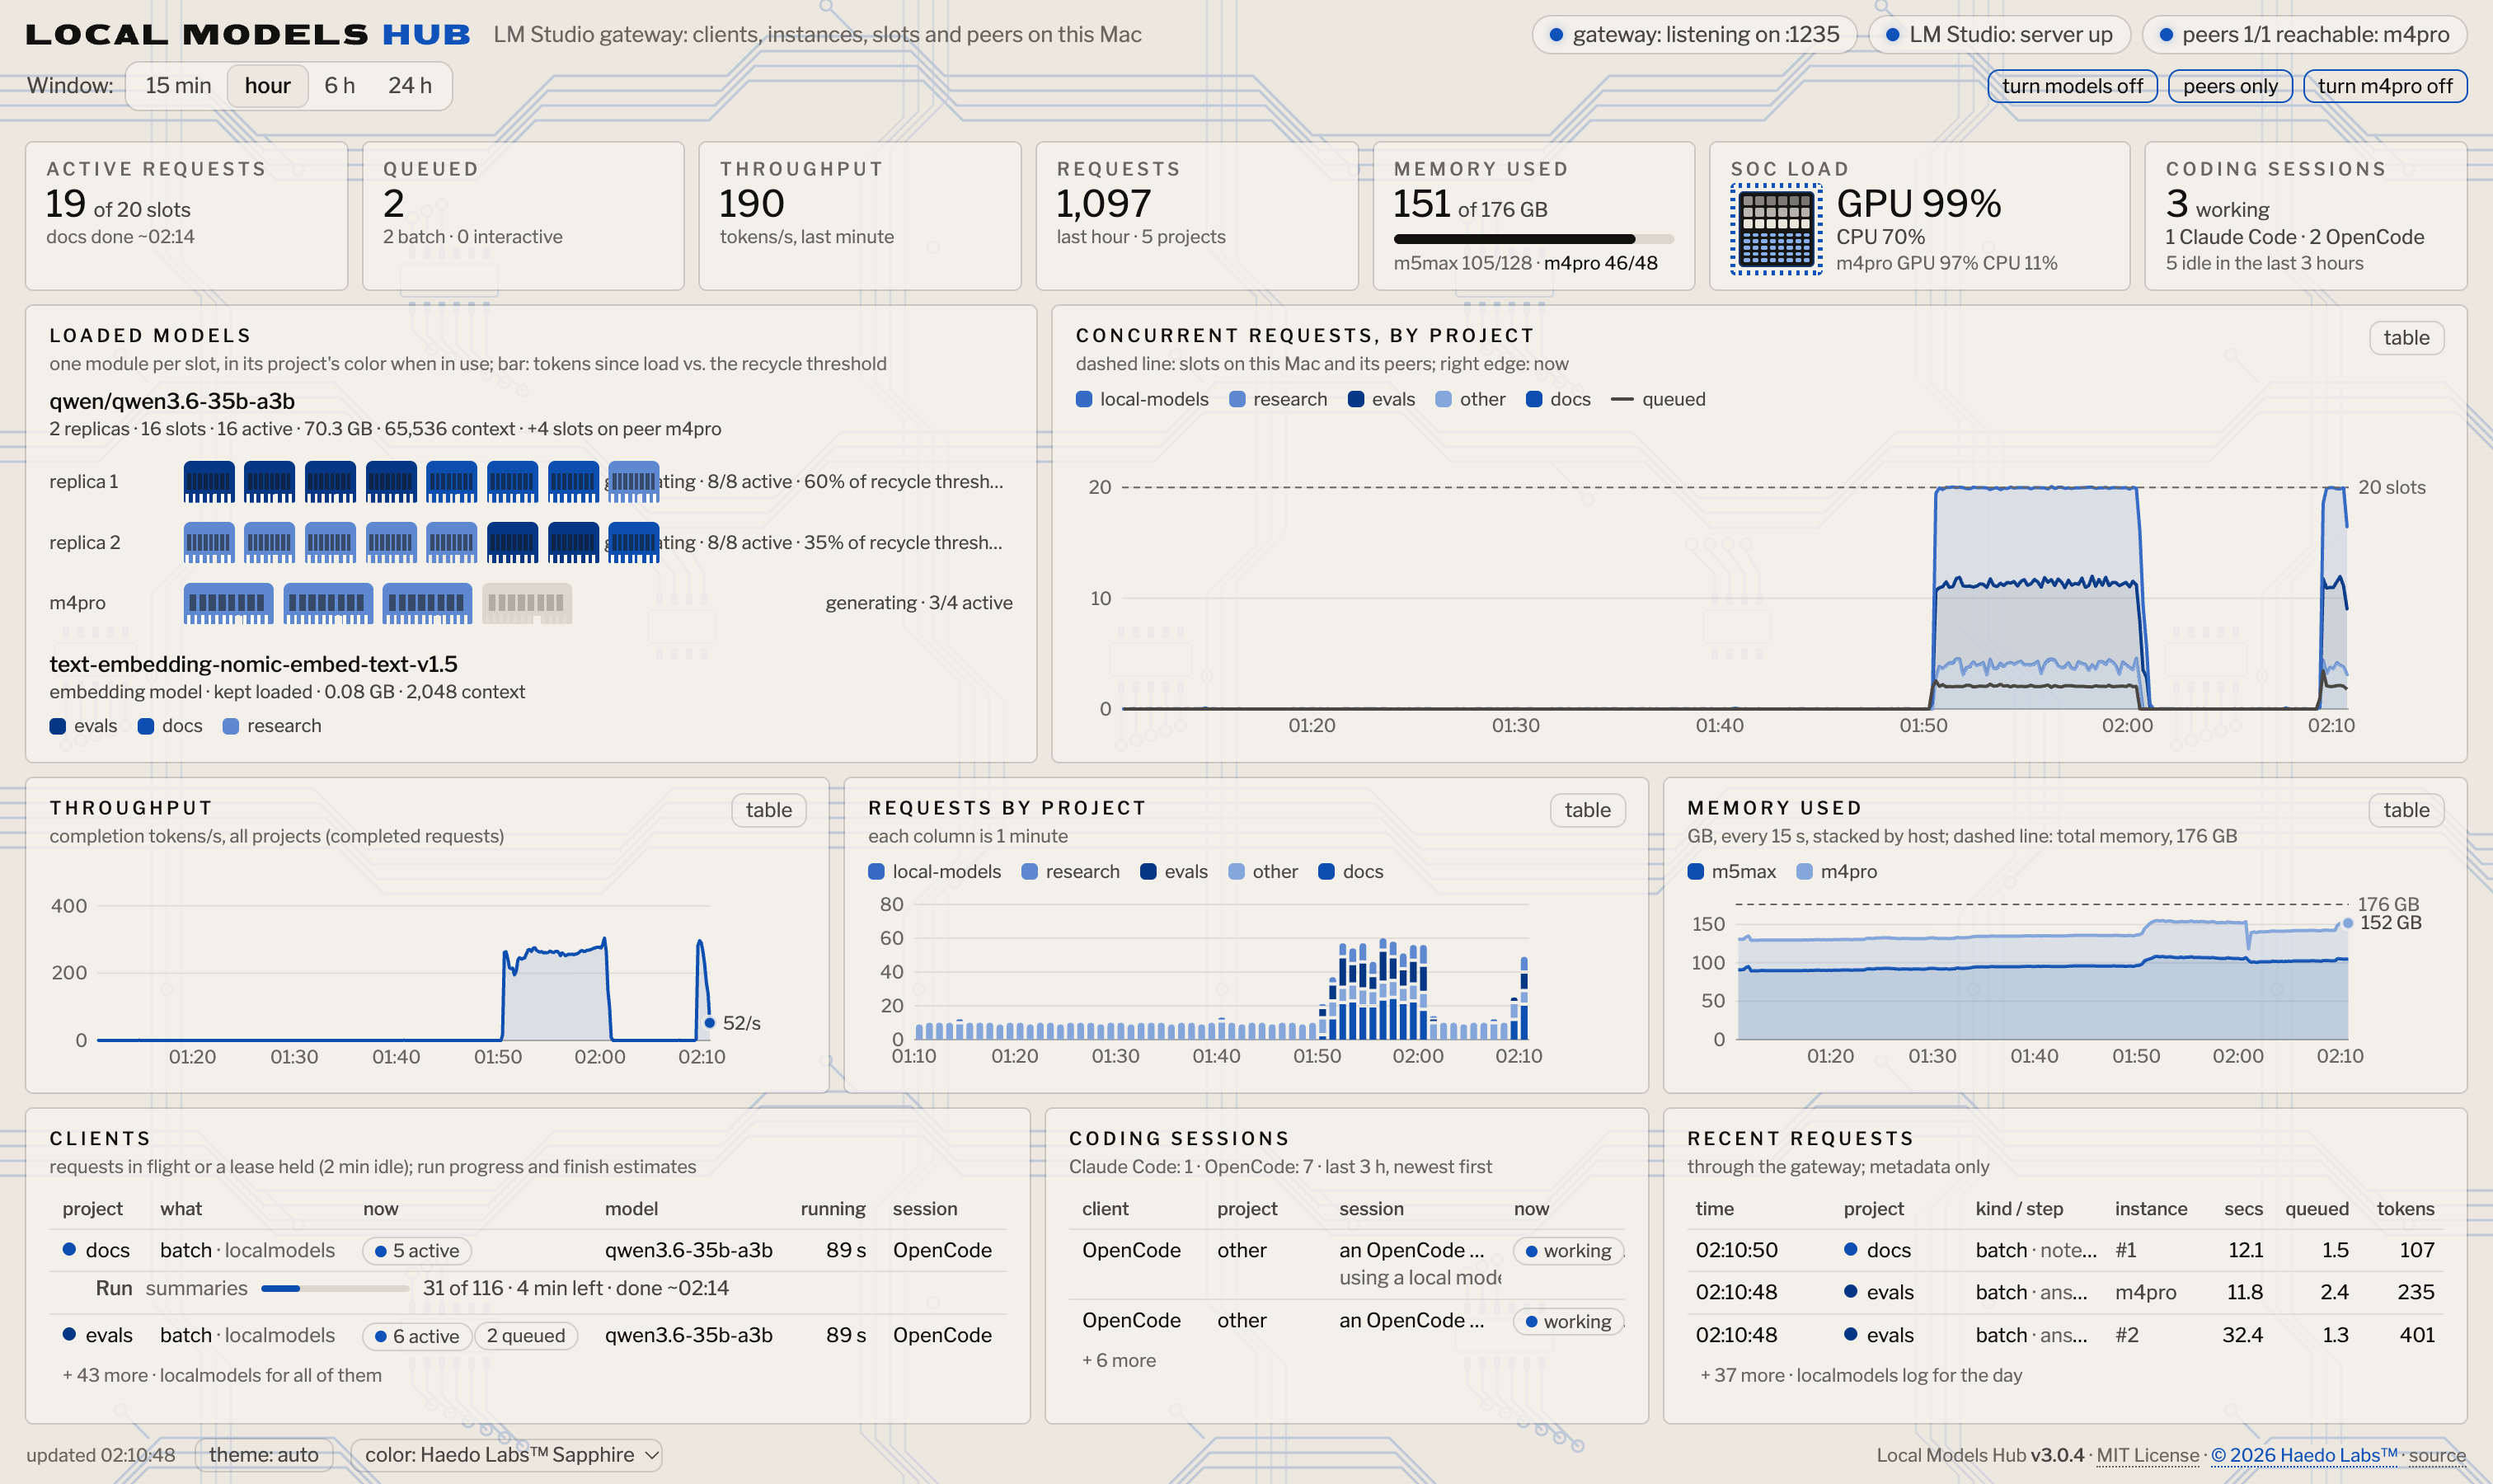 LOCAL MODELS HUB LM Studio gateway: clients, instances, slots and peers on this Mac
gateway: listening on :1235
LM Studio: server up
peers 1/1 reachable: m4pro
Window: 15 min hour 6 h 24 h
turn models off
peers only
turn m4pro off
ACTIVE REQUESTS
19 of 20 slots
docs done ~02:14
QUEUED
2
2 batch · 0 interactive
THROUGHPUT
190
tokens/s, last minute
REQUESTS
1,097
last hour · 5 projects
MEMORY USED
151 of 176 GB
m5max 105/128 · m4pro 46/48
SOC LOAD
GPU 99%
CPU 70%
m4pro GPU 97% CPU 11%
CODING SESSIONS
3 working
1 Claude Code · 2 OpenCode
5 idle in the last 3 hours
LOADED MODELS
one module per slot, in its project's color when in use; bar: tokens since load vs. the recycle threshold
qwen/qwen3.6-35b-a3b
2 replicas · 16 slots · 16 active · 70.3 GB · 65,536 context · +4 slots on peer m4pro
replica 1
ting · 8/8 active · 60% of recycle thresh...
replica 2
ting · 8/8 active · 35% of recycle thresh...
m4pro
generating · 3/4 active
text-embedding-nomic-embed-text-v1.5
embedding model · kept loaded · 0.08 GB · 2,048 context
evals docs research
CONCURRENT REQUESTS, BY PROJECT
table
dashed line: slots on this Mac and its peers; right edge: now
local-models research evals other docs queued
20
20 slots
10
0
01:20 01:30 01:40 01:50 02:00 02:10
THROUGHPUT
table
completion tokens/s, all projects (completed requests)
400
200
52/s
0
01:20 01:30 01:40 01:50 02:00 02:10
REQUESTS BY PROJECT
table
each column is 1 minute
local-models research evals other docs
80
60
40
20
0
01:10 01:20 01:30 01:40 01:50 02:00 02:10
MEMORY USED
table
GB, every 15 s, stacked by host; dashed line: total memory, 176 GB
m5max m4pro
176 GB
150
152 GB
100
50
0
01:20 01:30 01:40 01:50 02:00 02:10
CLIENTS
requests in flight or a lease held (2 min idle); run progress and finish estimates
project what now model running session
docs batch · localmodels 5 active qwen3.6-35b-a3b 89 s OpenCode
Run summaries 31 of 116 · 4 min left · done ~02:14
evals batch · localmodels 6 active 2 queued qwen3.6-35b-a3b 89 s OpenCode
+ 43 more · localmodels for all of them
CODING SESSIONS
Claude Code: 1 · OpenCode: 7 · last 3 h, newest first
client project session now
OpenCode other an OpenCode ... working
using a local mode
OpenCode other an OpenCode ... working
+ 6 more
RECENT REQUESTS
through the gateway; metadata only
time project kind / step instance secs queued tokens
02:10:50 docs batch · note... #1 12.1 1.5 107
02:10:48 evals batch · ans... m4pro 11.8 2.4 235
02:10:48 evals batch · ans... #2 32.4 1.3 401
+ 37 more · localmodels log for the day
updated 02:10:48
theme: auto
color: Haedo Labs™ Sapphire
Local Models Hub v3.0.4 · MIT License · © 2026 Haedo Labs™ · source